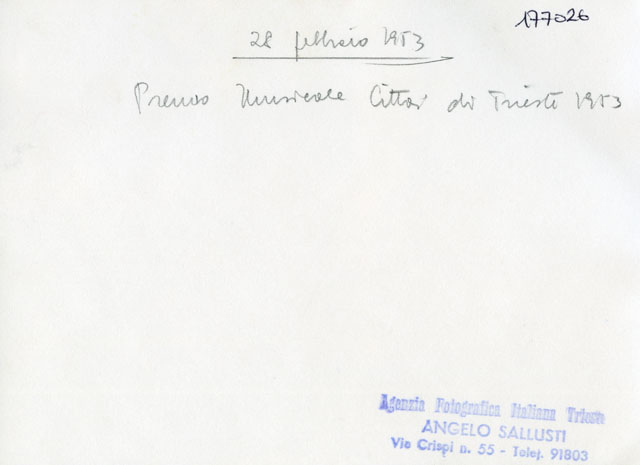 177026
28 febbraio 1953
Premio Musicale Città di Trieste 1953
Agenzia Fotografica Italiana Trieste
ANGELO SALLUSTI
Via Crispi n. 55 - Telef. 91803